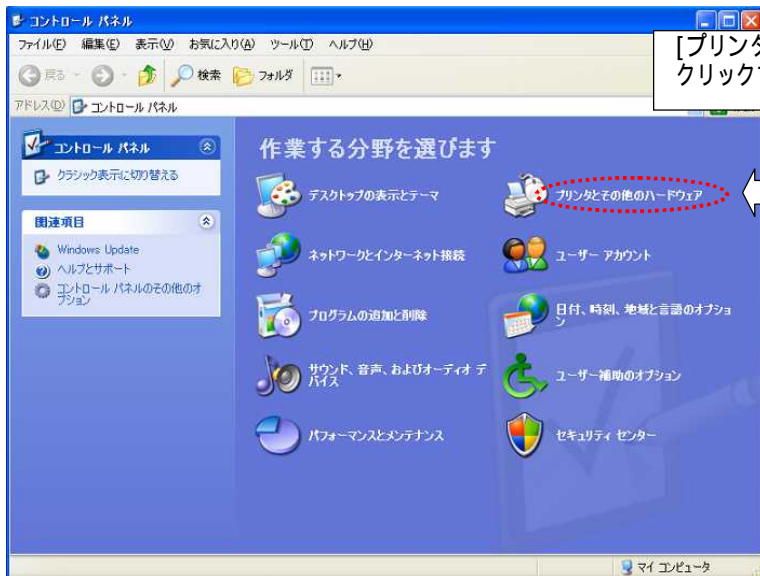 コントロール パネル
ファイル(F) 編集(E) 表示(V) お気に入り(A) ツール(T) ヘルプ(H)
[プリンタ
クリック
戻る 検索 フォルダ
アドレス(D) コントロール パネル
コントロール パネル
クラシック表示に切り替える
関連項目
Windows Update
ヘルプとサポート
コントロール パネルのその他のオ
プション
作業する分野を選びます
デスクトップの表示とテーマ
プリンタとその他のハードウェア
ネットワークとインターネット接続
ユーザー アカウント
プログラムの追加と削除
日付、時刻、地域と言語のオプショ
ン
サウンド、音声、およびオーディオ デ
バイス
ユーザー補助のオプション
パフォーマンスとメンテナンス
セキュリティ センター
マイ コンピュータ